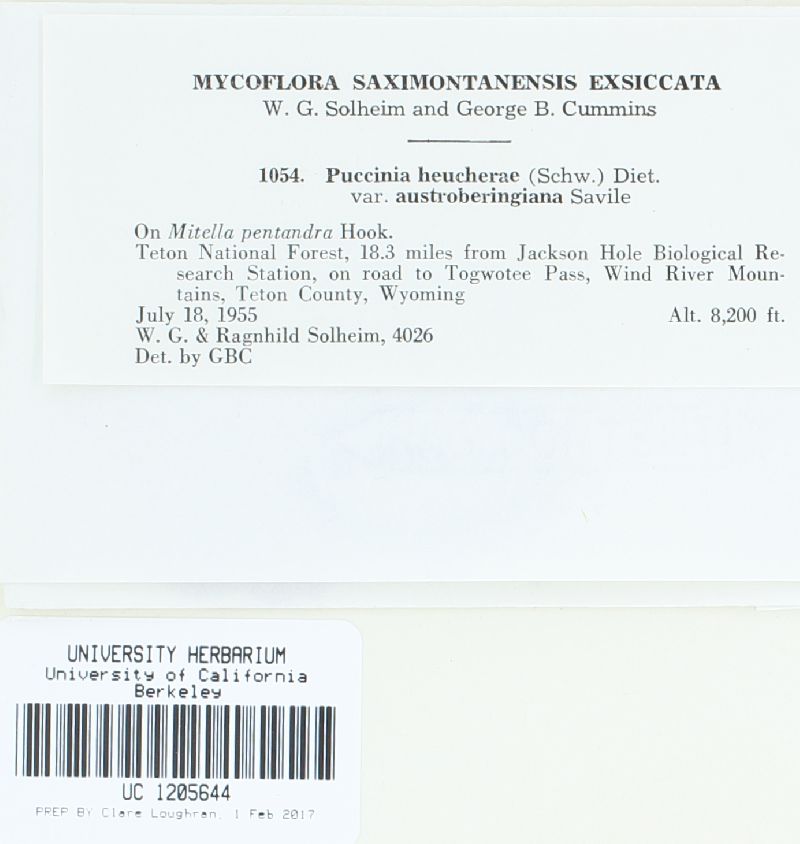 MYCOFLORA SAXIMONTANENSIS EXSICCATA
W. G. Solheim and George B. Cummins
1054. Puccinia heucherae (Schw.) Diet.
var. austroberingiana Savile
On Mitella pentandra Hook.
Teton National Forest, 18.3 miles from Jackson Hole Biological Re-
search Station, on road to Togwotee Pass, Wind River Moun-
tains, Teton County, Wyoming
July 18, 1955 Alt. 8,200 ft.
W. G. & Ragnhild Solheim, 4026
Det. by GBC
UNIVERSITY HERBARIUM
University of California
Berkeley
UC 1205644
PREP BY Clare Loughran, 1 Feb 2017